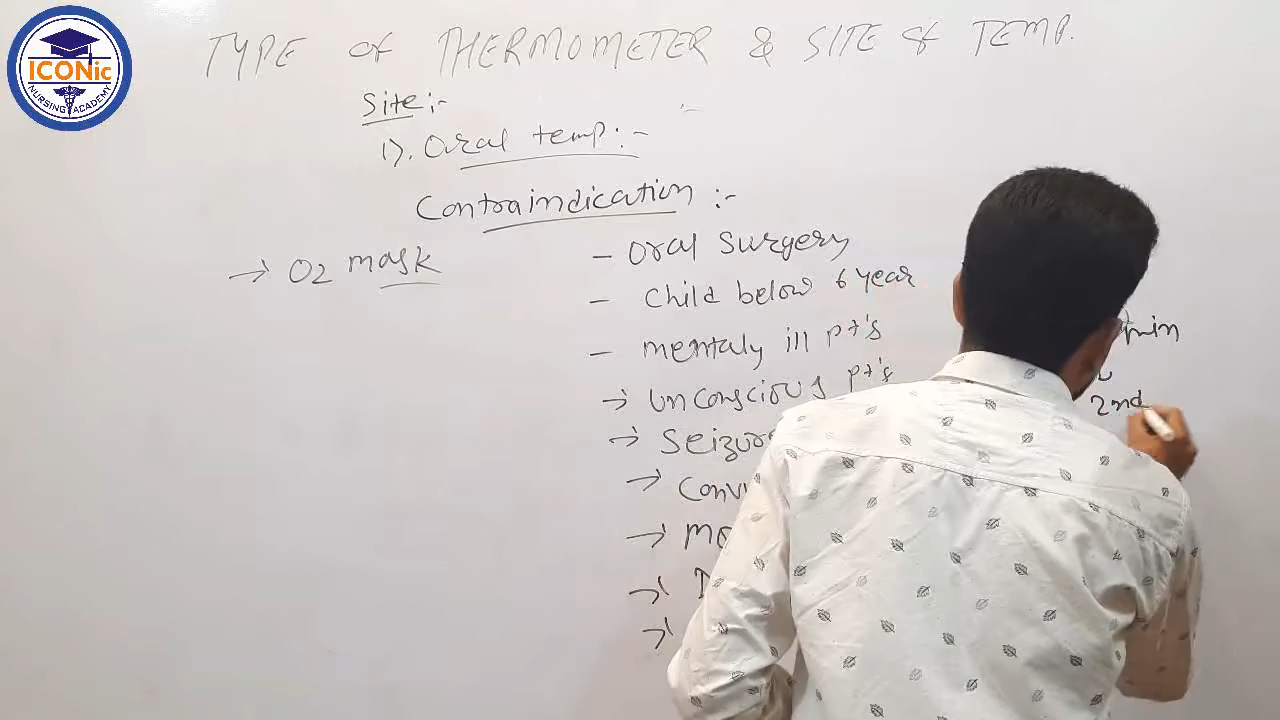 ICONic
NURSING ACADEMY
TYPE of THERMOMETER & SITE of TEMP.
Site :-
1). Oral temp :-
Contraindication :-
→ O2 mask
- Oral Surgery
- Child below 6 year
- mentaly ill pt's
→ Unconscious pt's
min
2nd
→ Seizure
→ Conv
→ Mo